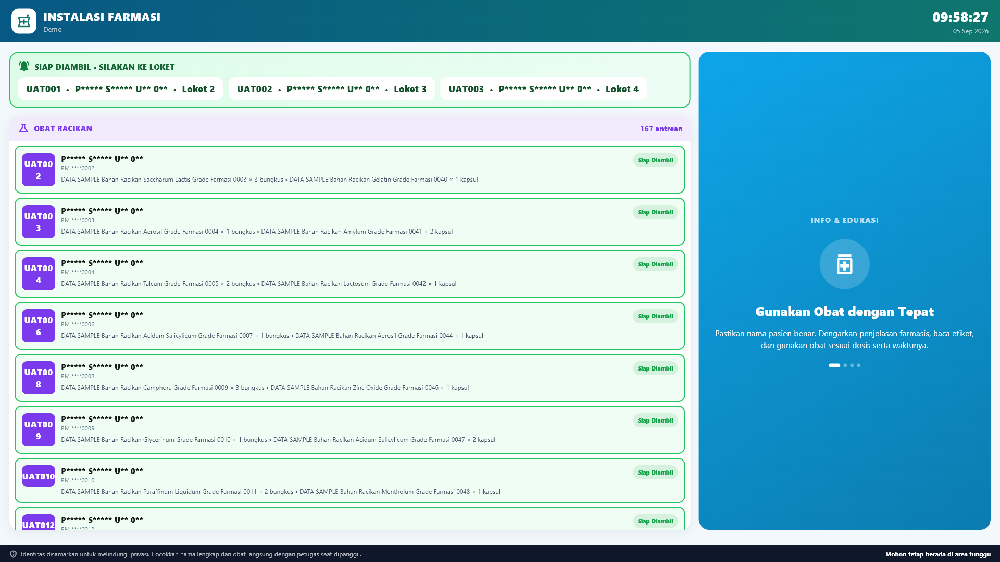 INSTALASI FARMASI
Demo
09:58:27
05 Sep 2026
SIAP DIAMBIL • SILAKAN KE LOKET
UAT001 • P***** S***** U** 0** • Loket 2
UAT002 • P***** S***** U** 0** • Loket 3
UAT003 • P***** S***** U** 0** • Loket 4
OBAT RACIKAN
167 antrean
UAT00
2
P***** S***** U** 0**
RM ****0002
DATA SAMPLE Bahan Racikan Saccharum Lactis Grade Farmasi 0003 × 3 bungkus • DATA SAMPLE Bahan Racikan Gelatin Grade Farmasi 0040 × 1 kapsul
Siap Diambil
UAT00
3
P***** S***** U** 0**
RM ****0003
DATA SAMPLE Bahan Racikan Aerosil Grade Farmasi 0004 × 1 bungkus • DATA SAMPLE Bahan Racikan Amylum Grade Farmasi 0041 × 2 kapsul
Siap Diambil
UAT00
4
P***** S***** U** 0**
RM ****0004
DATA SAMPLE Bahan Racikan Talcum Grade Farmasi 0005 × 2 bungkus • DATA SAMPLE Bahan Racikan Lactosum Grade Farmasi 0042 × 1 kapsul
Siap Diambil
UAT00
6
P***** S***** U** 0**
RM ****0006
DATA SAMPLE Bahan Racikan Acidum Salicylicum Grade Farmasi 0007 × 1 bungkus • DATA SAMPLE Bahan Racikan Aerosil Grade Farmasi 0044 × 1 kapsul
Siap Diambil
UAT00
8
P***** S***** U** 0**
RM ****0008
DATA SAMPLE Bahan Racikan Camphora Grade Farmasi 0009 × 3 bungkus • DATA SAMPLE Bahan Racikan Zinc Oxide Grade Farmasi 0046 × 1 kapsul
Siap Diambil
UAT00
9
P***** S***** U** 0**
RM ****0009
DATA SAMPLE Bahan Racikan Glycerinum Grade Farmasi 0010 × 1 bungkus • DATA SAMPLE Bahan Racikan Acidum Salicylicum Grade Farmasi 0047 × 2 kapsul
Siap Diambil
UAT010
P***** S***** U** 0**
RM ****0010
DATA SAMPLE Bahan Racikan Paraffinum Liquidum Grade Farmasi 0011 × 2 bungkus • DATA SAMPLE Bahan Racikan Mentholum Grade Farmasi 0048 × 1 kapsul
Siap Diambil
UAT012
P***** S***** U** 0**
RM ****0012
Siap Diambil
INFO & EDUKASI
Gunakan Obat dengan Tepat
Pastikan nama pasien benar. Dengarkan penjelasan farmasis, baca etiket,
dan gunakan obat sesuai dosis serta waktunya.
Identitas disamarkan untuk melindungi privasi. Cocokkan nama lengkap dan obat langsung dengan petugas saat dipanggil.
Mohon tetap berada di area tunggu